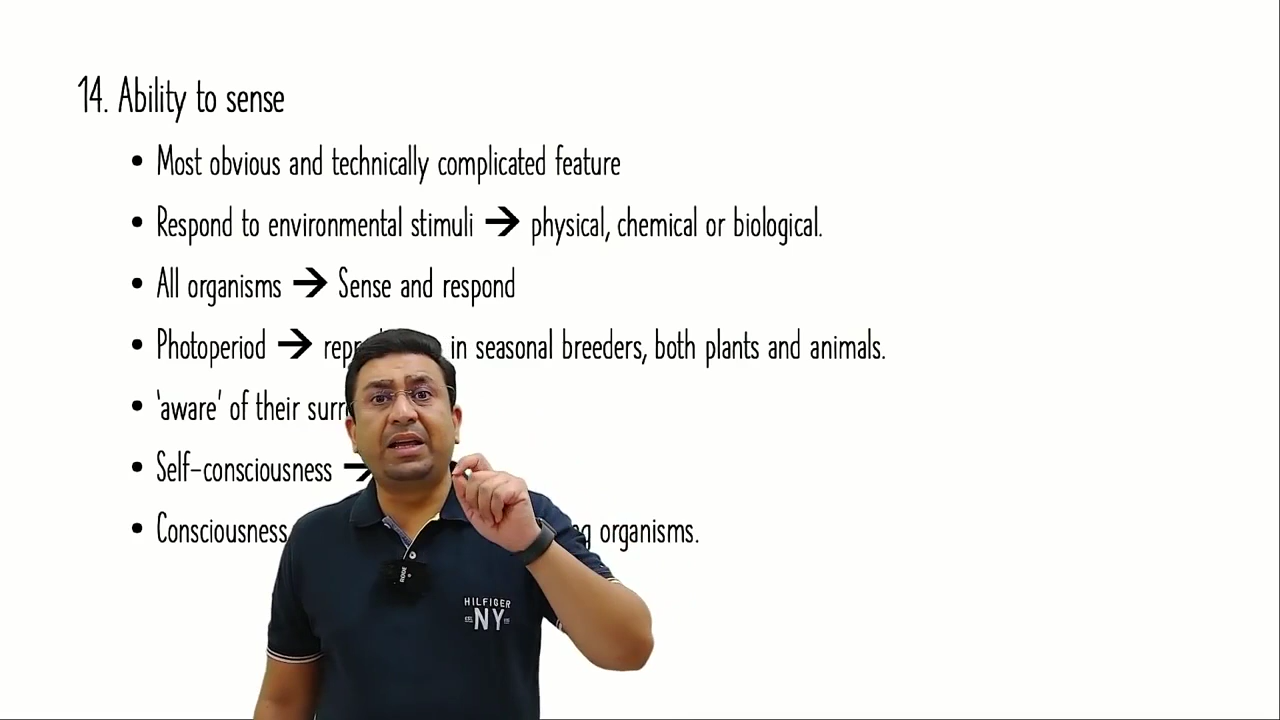 14. Ability to sense
• Most obvious and technically complicated feature
• Respond to environmental stimuli → physical, chemical or biological.
• All organisms → Sense and respond
• Photoperiod → in seasonal breeders, both plants and animals.
• ‘aware’ of their
• Self-consciousness →
• Consciousness organisms.
HILFIGER
NY